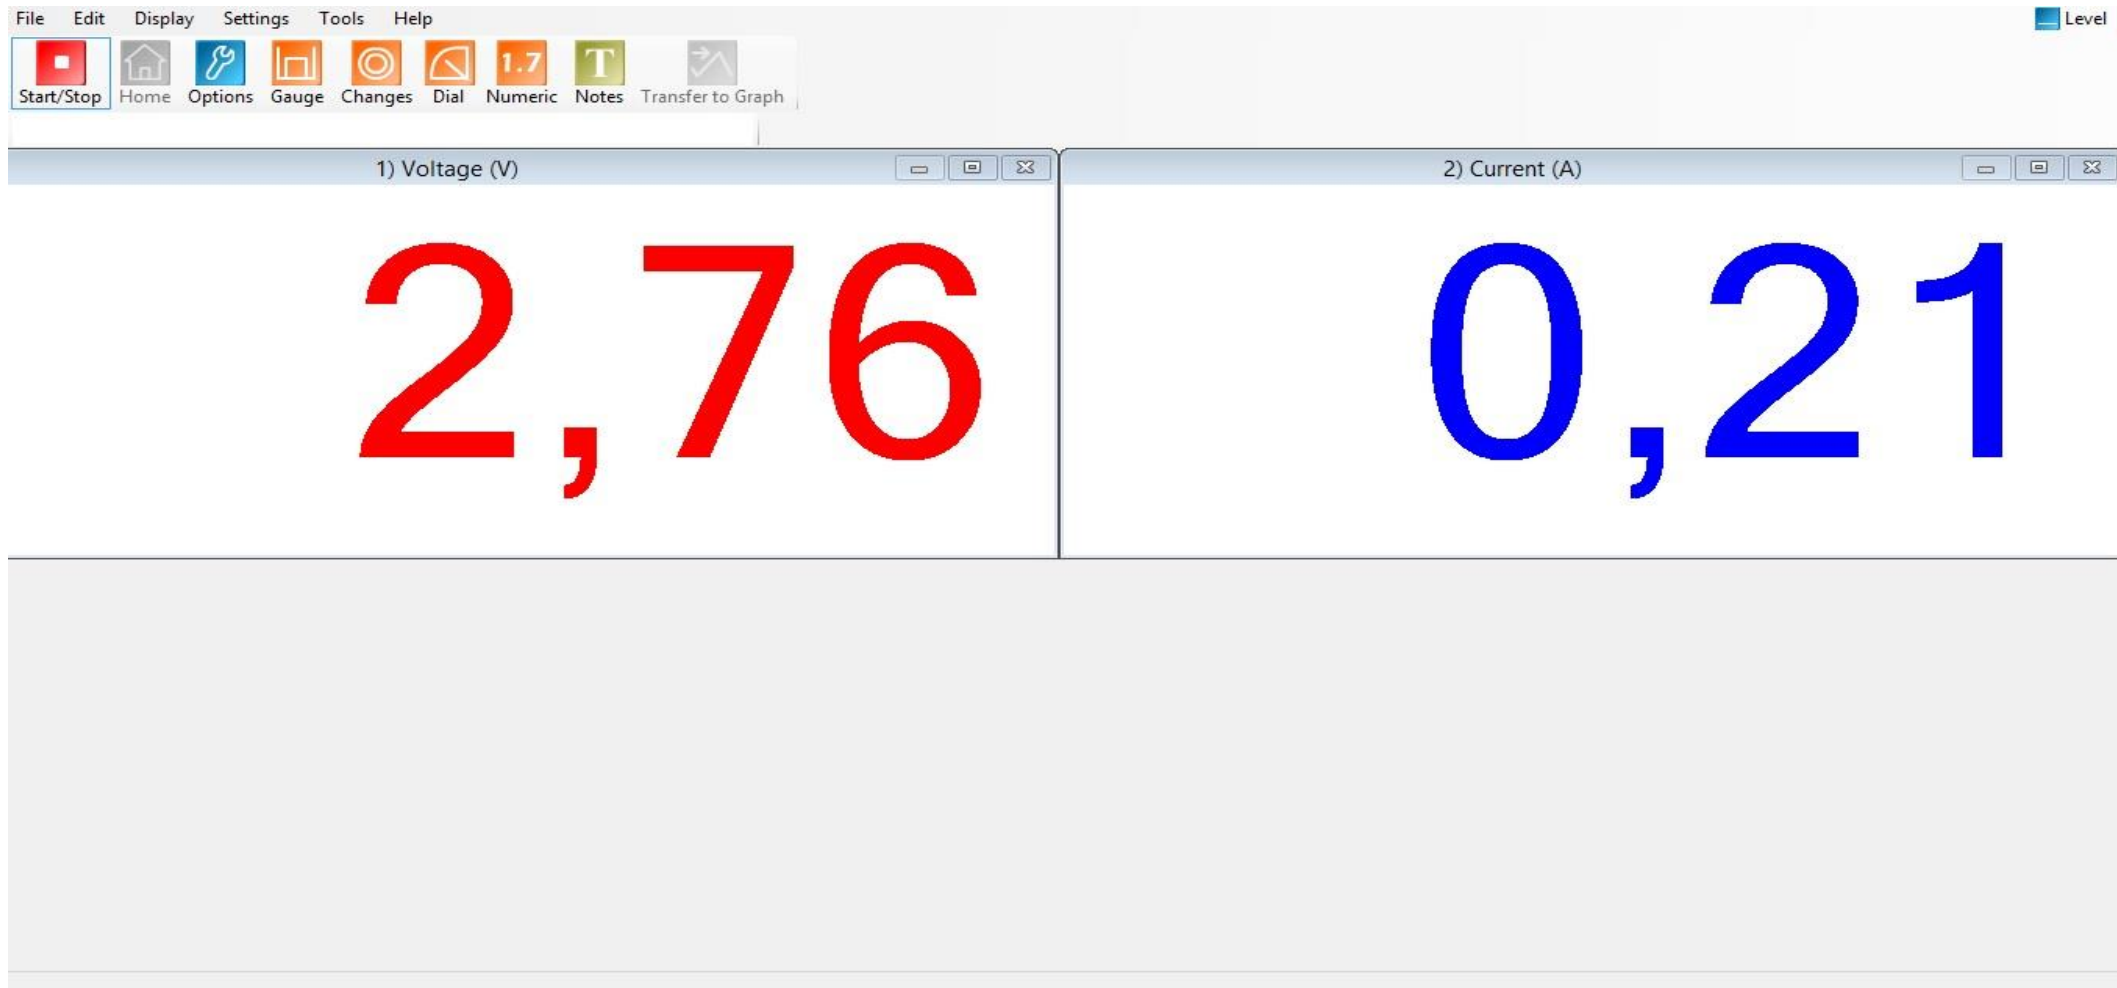 File Edit Display Settings Tools Help Level
1.7 T
Start/Stop Home Options Gauge Changes Dial Numeric Notes Transfer to Graph
1) Voltage (V) 2) Current (A)
2,76 0,21